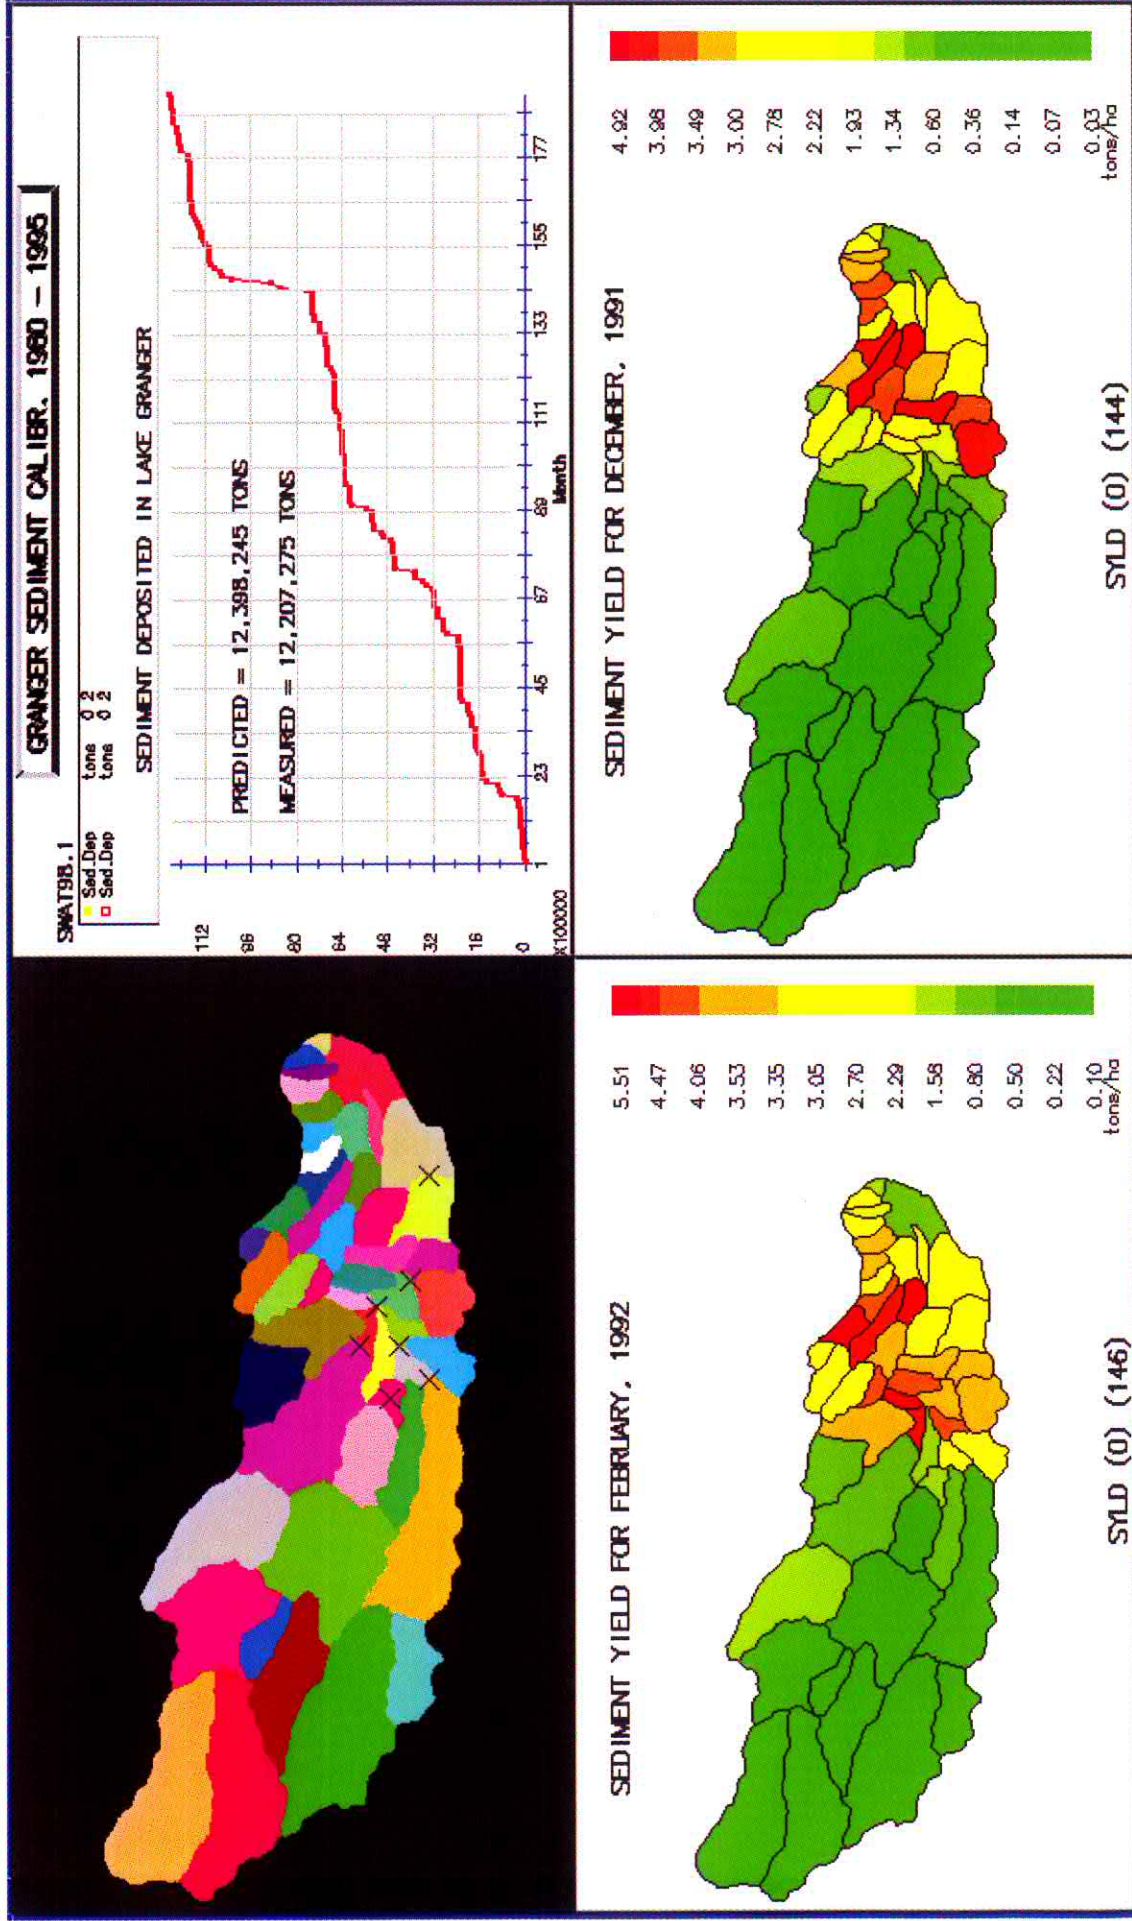 GRANGER SEDIMENT CALIBR. 1960 - 1995
SWAT98.1
Sed.Dep tons 0 2
Sed.Dep tons 0 2
SEDIMENT DEPOSITED IN LAKE GRANGER
PREDICTED = 12,398,245 TONS
MEASURED = 12,207,275 TONS
112
96
80
64
48
32
16
0
X100000
1 23 45 67 89 111 133 155 177
Month
SEDIMENT YIELD FOR FEBRUARY, 1992
5.51
4.47
4.06
3.53
3.35
3.05
2.70
2.29
1.58
0.80
0.50
0.22
0.10
tons/ha
SYLD (0) (146)
SEDIMENT YIELD FOR DECEMBER, 1991
4.92
3.98
3.49
3.00
2.78
2.22
1.93
1.34
0.60
0.36
0.14
0.07
0.03
tons/ha
SYLD (0) (144)